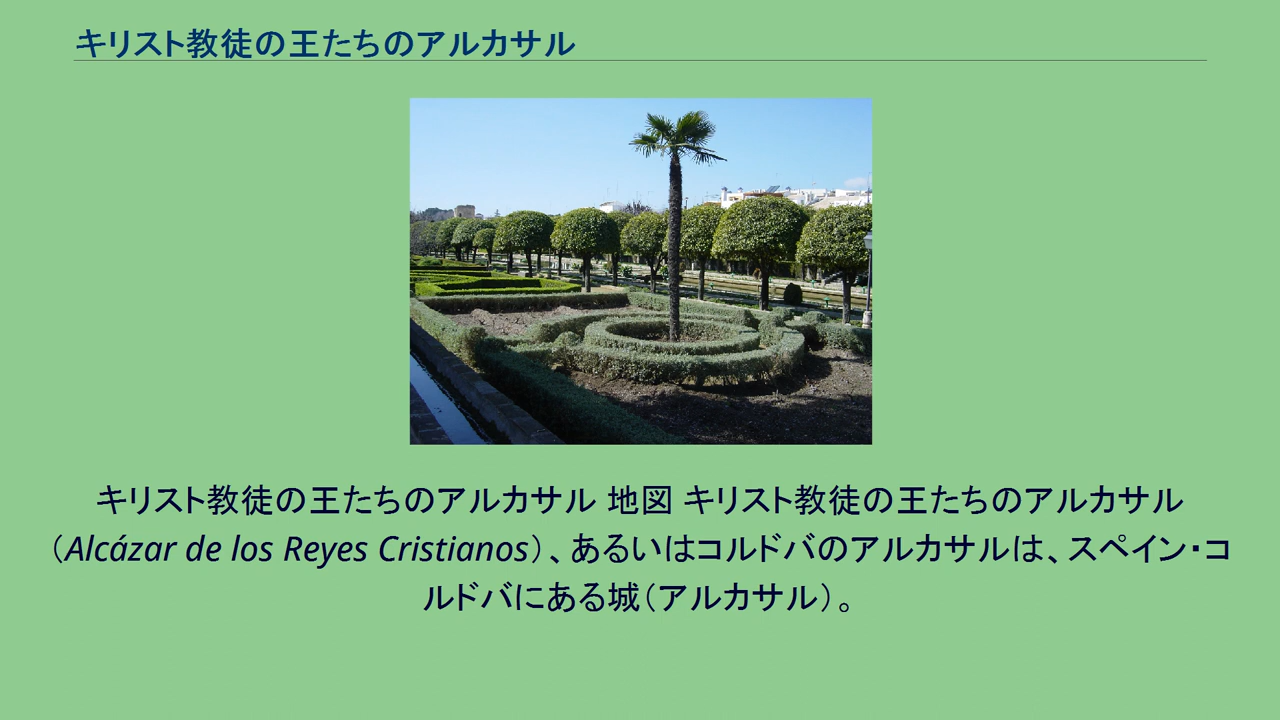 キリスト教徒の王たちのアルカサル
キリスト教徒の王たちのアルカサル 地図 キリスト教徒の王たちのアルカサル
（Alcázar de los Reyes Cristianos）、あるいはコルドバのアルカサルは、スペイン・コ
ルドバにある城（アルカサル）。